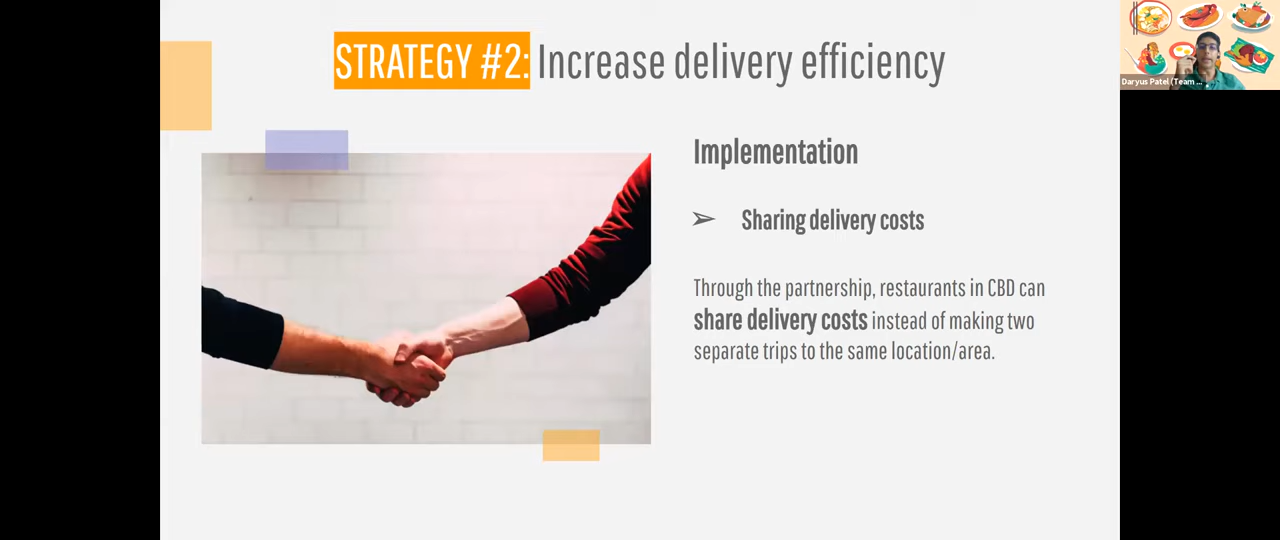 STRATEGY #2: Increase delivery efficiency
Daryus Patel (Team ...
Implementation
➢ Sharing delivery costs
Through the partnership, restaurants in CBD can
share delivery costs instead of making two
separate trips to the same location/area.